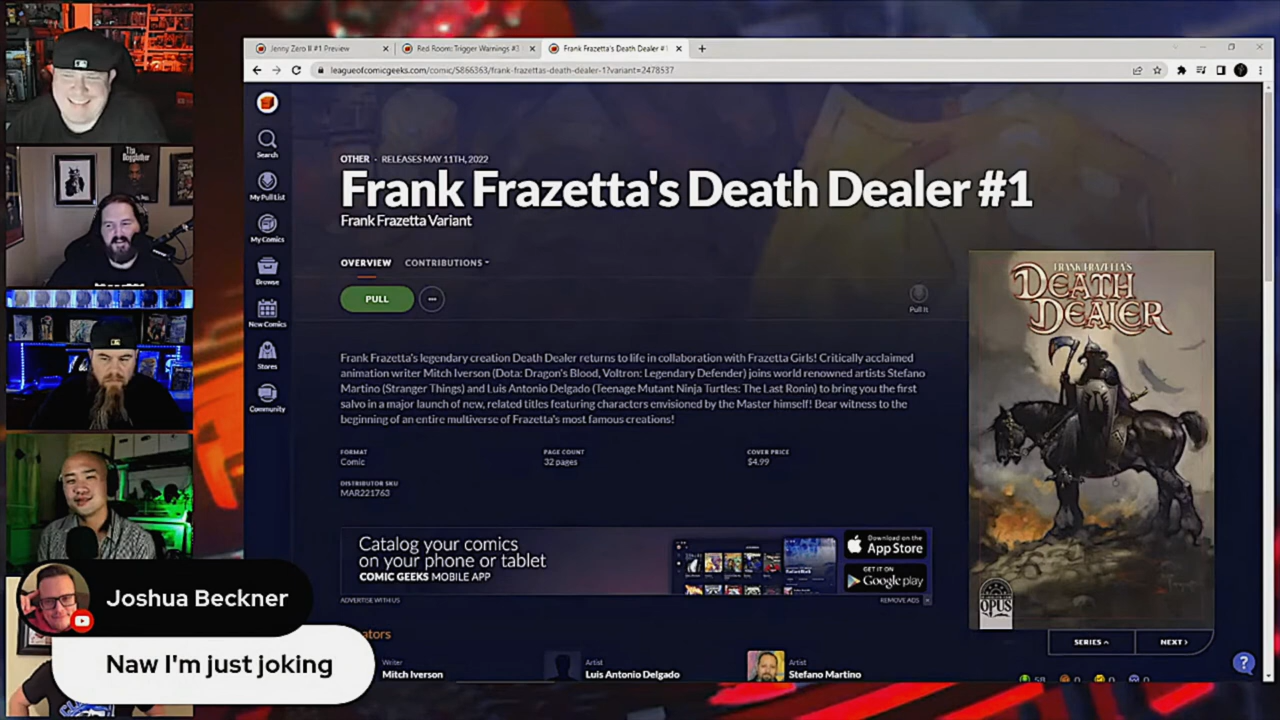 Jenny Zero II #1 Preview
Red Room: Trigger Warnings #3
Frank Frazetta's Death Dealer #1
leagueofcomicgeeks.com/comic/5866363/frank-frazettas-death-dealer-1?variant=2478537
Search
My Pull List
My Comics
Browse
New Comics
Stores
Community
OTHER · RELEASES MAY 11TH, 2022
Frank Frazetta's Death Dealer #1
Frank Frazetta Variant
OVERVIEW CONTRIBUTIONS
PULL
Pull It
Frank Frazetta's legendary creation Death Dealer returns to life in collaboration with Frazetta Girls! Critically acclaimed
animation writer Mitch Iverson (Dota: Dragon's Blood, Voltron: Legendary Defender) joins world renowned artists Stefano
Martino (Stranger Things) and Luis Antonio Delgado (Teenage Mutant Ninja Turtles: The Last Ronin) to bring you the first
salvo in a major launch of new, related titles featuring characters envisioned by the Master himself! Bear witness to the
beginning of an entire multiverse of Frazetta's most famous creations!
FORMAT PAGE COUNT COVER PRICE
Comic 32 pages $4.99
DISTRIBUTOR SKU
MAR221763
Catalog your comics
on your phone or tablet
COMIC GEEKS MOBILE APP
Download on the
App Store
GET IT ON
Google play
ADVERTISE WITH US REMOVE ADS
ators
Writer
Mitch Iverson
Artist
Luis Antonio Delgado
Artist
Stefano Martino
FRANK FRAZETTA'S
DEATH
DEALER
OPUS
SERIES NEXT
?
Joshua Beckner
Naw I'm just joking